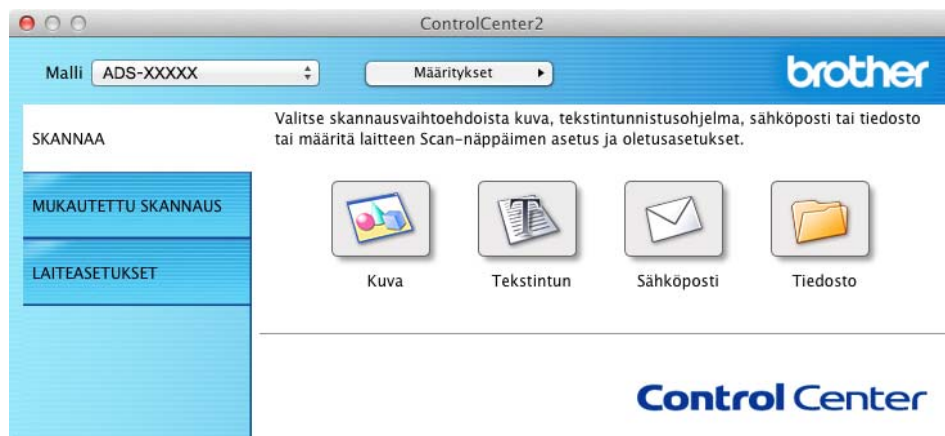 ControlCenter2
Malli ADS-XXXXX Määritykset brother
SKANNAA
MUKAUTETTU SKANNAUS
LAITEASETUKSET
Valitse skannausvaihtoehdoista kuva, tekstintunnistusohjelma, sähköposti tai tiedosto
tai määritä laitteen Scan-näppäimen asetus ja oletusasetukset.
Kuva Tekstintun Sähköposti Tiedosto
Control Center